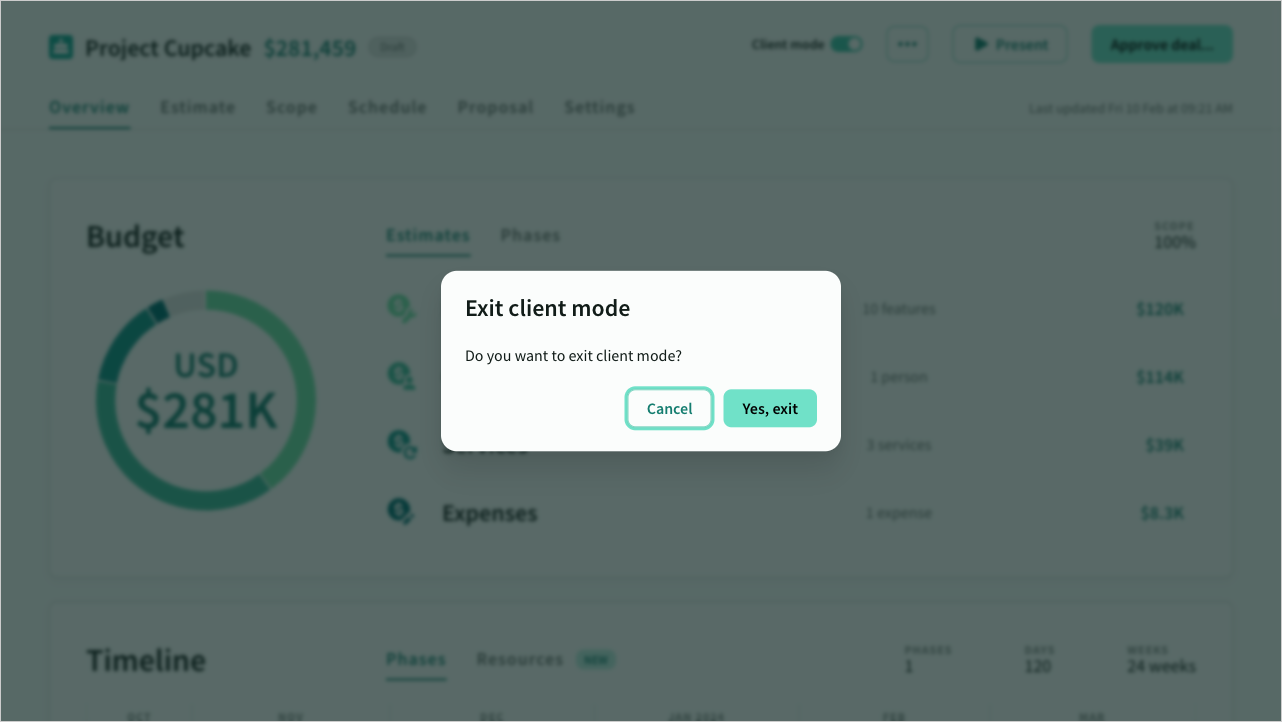 Project Cupcake $281,459 Draft
Client mode
Present
Approve deal...
Overview Estimate Scope Schedule Proposal Settings
Last updated Fri 10 Feb at 09:21 AM
Budget
Estimates Phases
SCOPE
100%
USD
$281K
10 features $120K
1 person $114K
Services 3 services $39K
Expenses 1 expense $8.3K
Exit client mode
Do you want to exit client mode?
Cancel Yes, exit
Timeline
Phases Resources NEW
PHASES
1
DAYS
120
WEEKS
24 weeks
OCT NOV DEC JAN 2024 FEB MAR